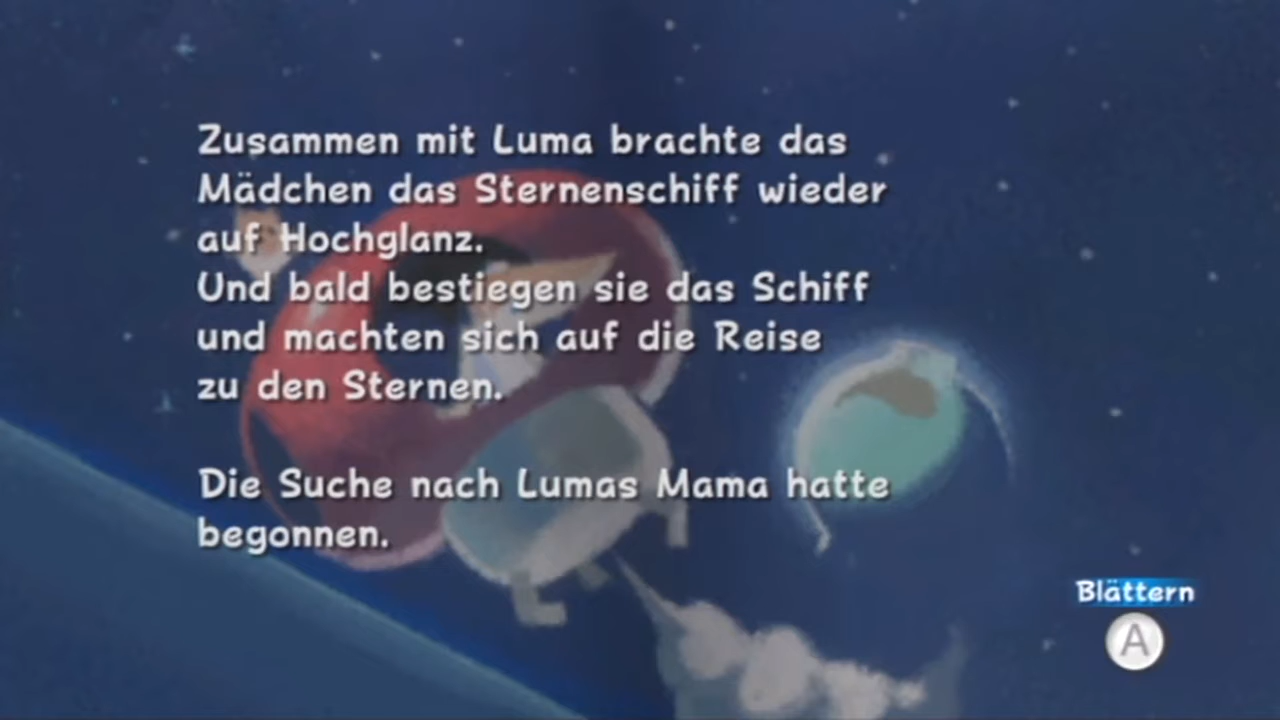 Zusammen mit Luma brachte das
Mädchen das Sternenschiff wieder
auf Hochglanz.
Und bald bestiegen sie das Schiff
und machten sich auf die Reise
zu den Sternen.
Die Suche nach Lumas Mama hatte
begonnen.
Blättern
A